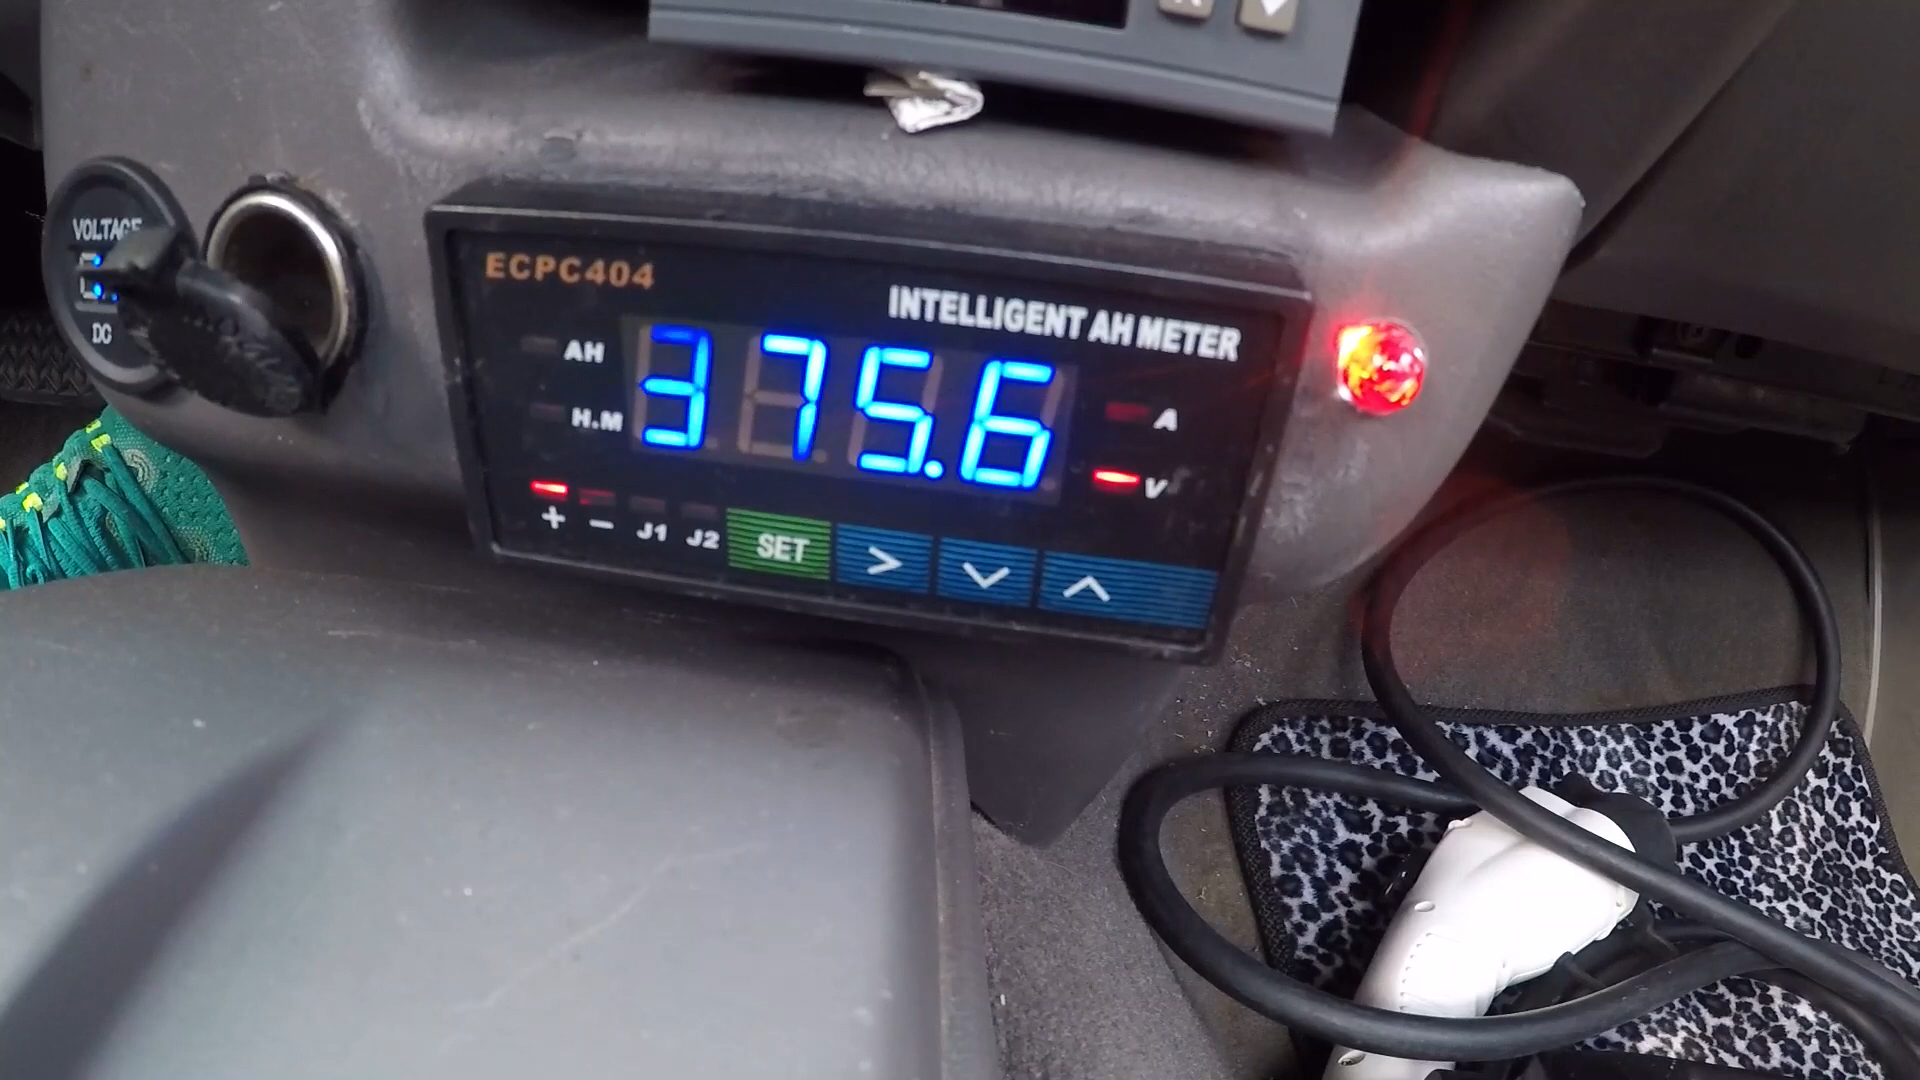 VOLTAGE
DC
ECPC404
INTELLIGENT AH METER
AH
H.M
375.6
A
V
+ − J1 J2 SET > ∨ ∧